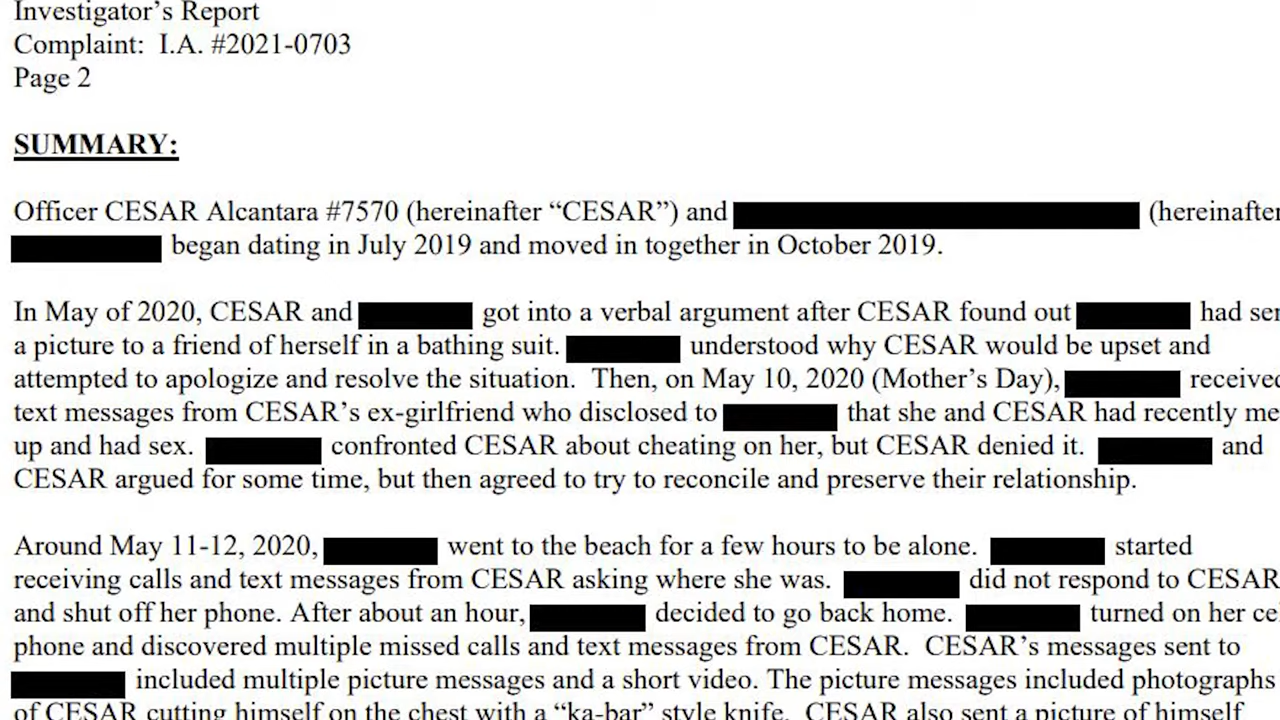 Investigator's Report
Complaint:  I.A. #2021-0703
Page 2
SUMMARY:
Officer CESAR Alcantara #7570 (hereinafter “CESAR”) and (hereinafter
began dating in July 2019 and moved in together in October 2019.
In May of 2020, CESAR and got into a verbal argument after CESAR found out had
a picture to a friend of herself in a bathing suit. understood why CESAR would be upset and
attempted to apologize and resolve the situation.  Then, on May 10, 2020 (Mother's Day), received
text messages from CESAR's ex-girlfriend who disclosed to that she and CESAR had recently
up and had sex. confronted CESAR about cheating on her, but CESAR denied it. and
CESAR argued for some time, but then agreed to try to reconcile and preserve their relationship.
Around May 11-12, 2020, went to the beach for a few hours to be alone. started
receiving calls and text messages from CESAR asking where she was. did not respond to CESAR
and shut off her phone. After about an hour, decided to go back home. turned on her
phone and discovered multiple missed calls and text messages from CESAR.  CESAR's messages sent to
included multiple picture messages and a short video. The picture messages included photographs
of CESAR cutting himself on the chest with a “ka-bar” style knife.  CESAR also sent a picture of himself